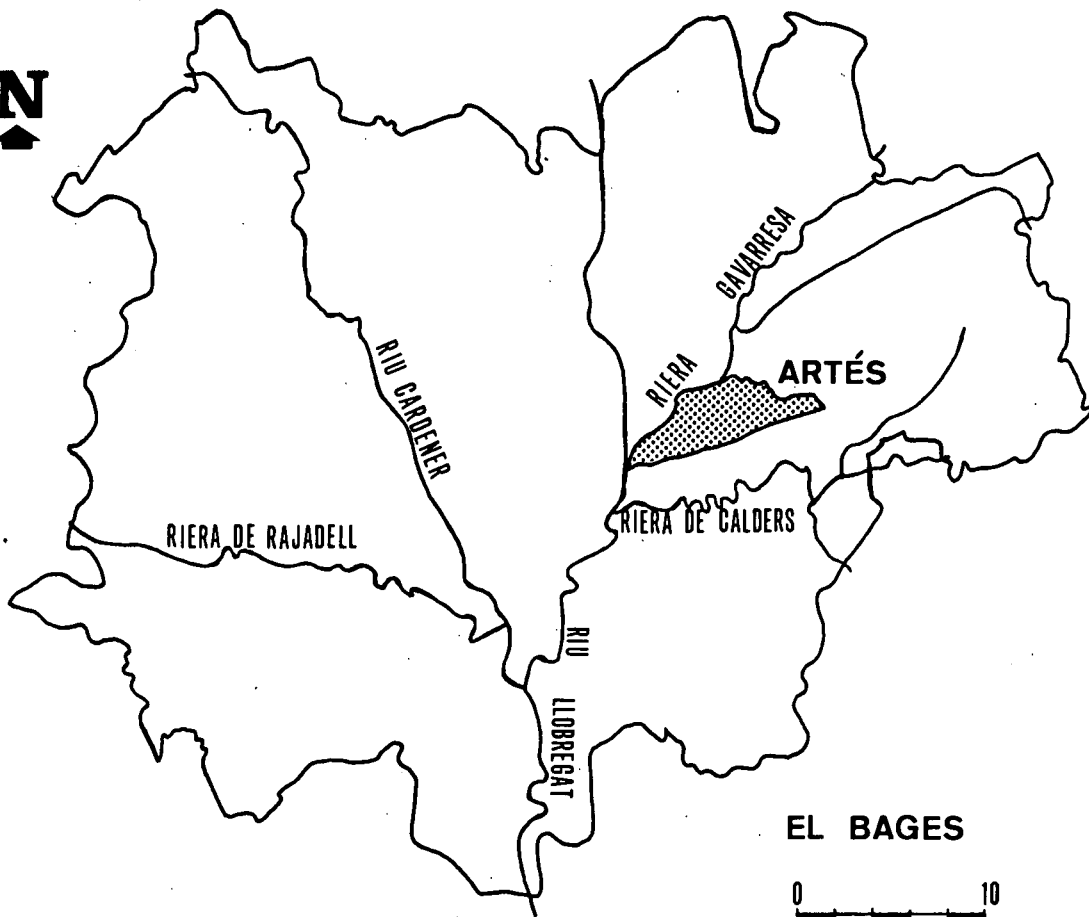 N
GAVARRESA
RIERA
ARTÉS
RIU CARDENER
RIERA DE CALDERS
RIERA DE RAJADELL
RIU
LLOBREGAT
EL BAGES
0 10